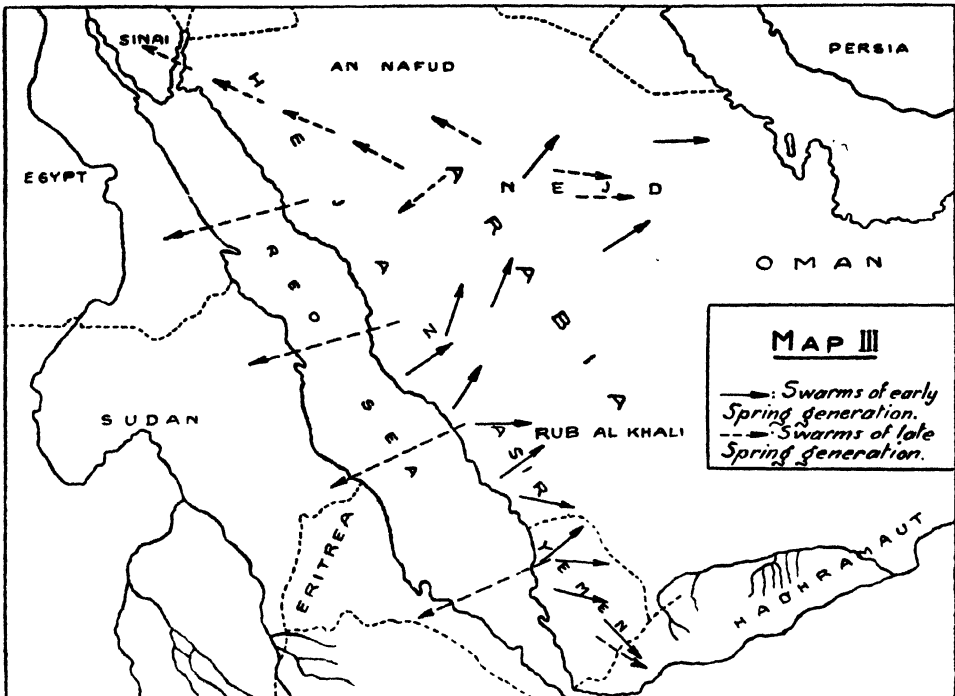 SINAI
AN NAFUD
PERSIA
EGYPT
HEJAZ
NEJD
ARABIA
RED SEA
OMAN
MAP III
: Swarms of early
Spring generation.
: Swarms of late
Spring generation.
SUDAN
RUB AL KHALI
ASIR
ERITREA
YEMEN
HADHRAMAUT